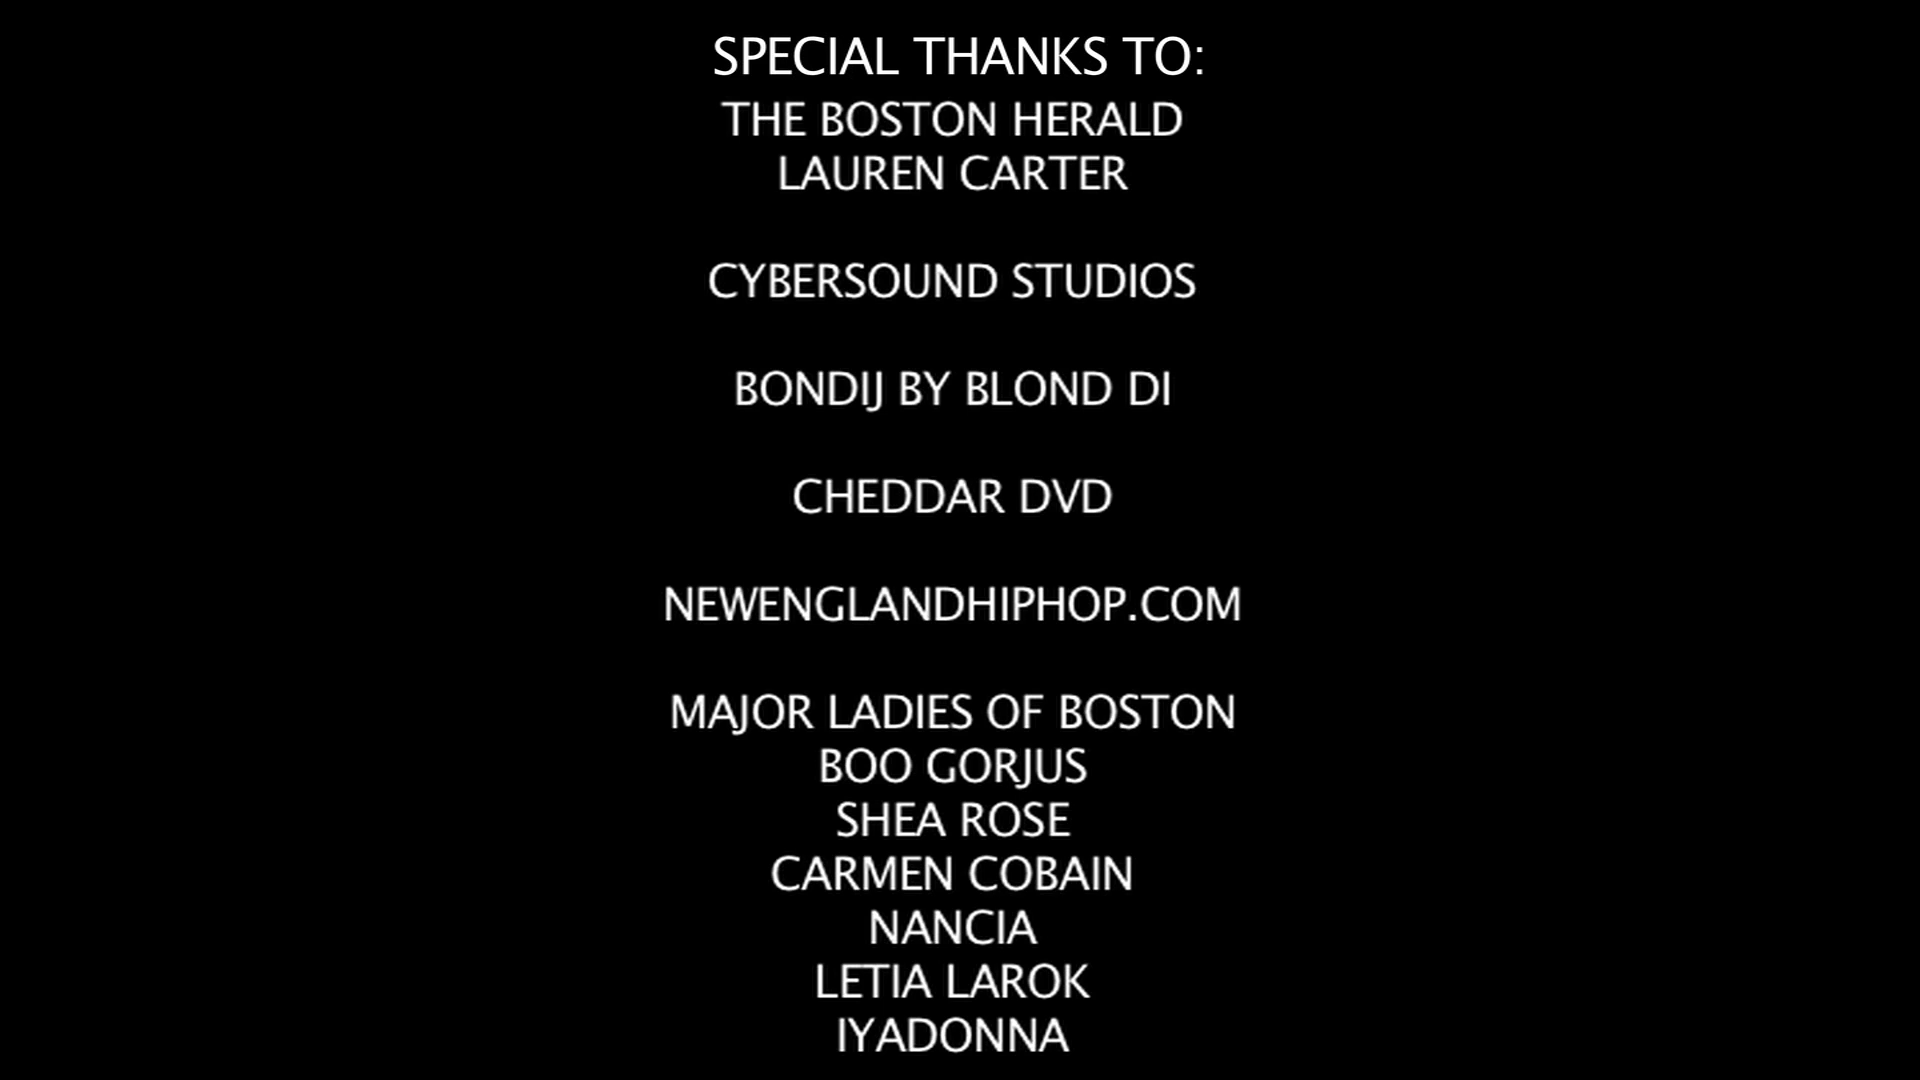 SPECIAL THANKS TO:
THE BOSTON HERALD
LAUREN CARTER
CYBERSOUND STUDIOS
BONDIJ BY BLOND DI
CHEDDAR DVD
NEWENGLANDHIPHOP.COM
MAJOR LADIES OF BOSTON
BOO GORJUS
SHEA ROSE
CARMEN COBAIN
NANCIA
LETIA LAROK
IYADONNA